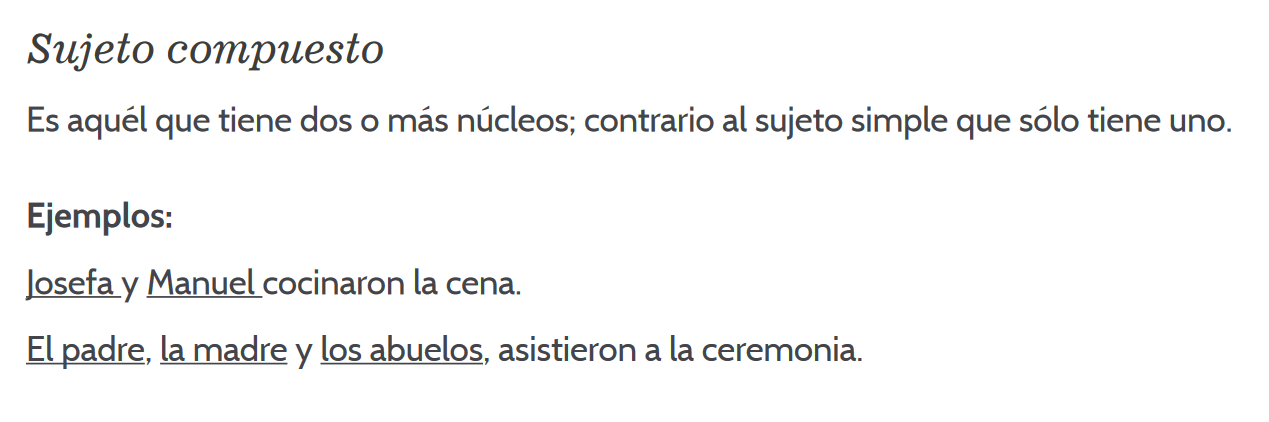 Sujeto compuesto
Es aquél que tiene dos o más núcleos; contrario al sujeto simple que sólo tiene uno.
Ejemplos:
Josefa y Manuel cocinaron la cena.
El padre, la madre y los abuelos, asistieron a la ceremonia.